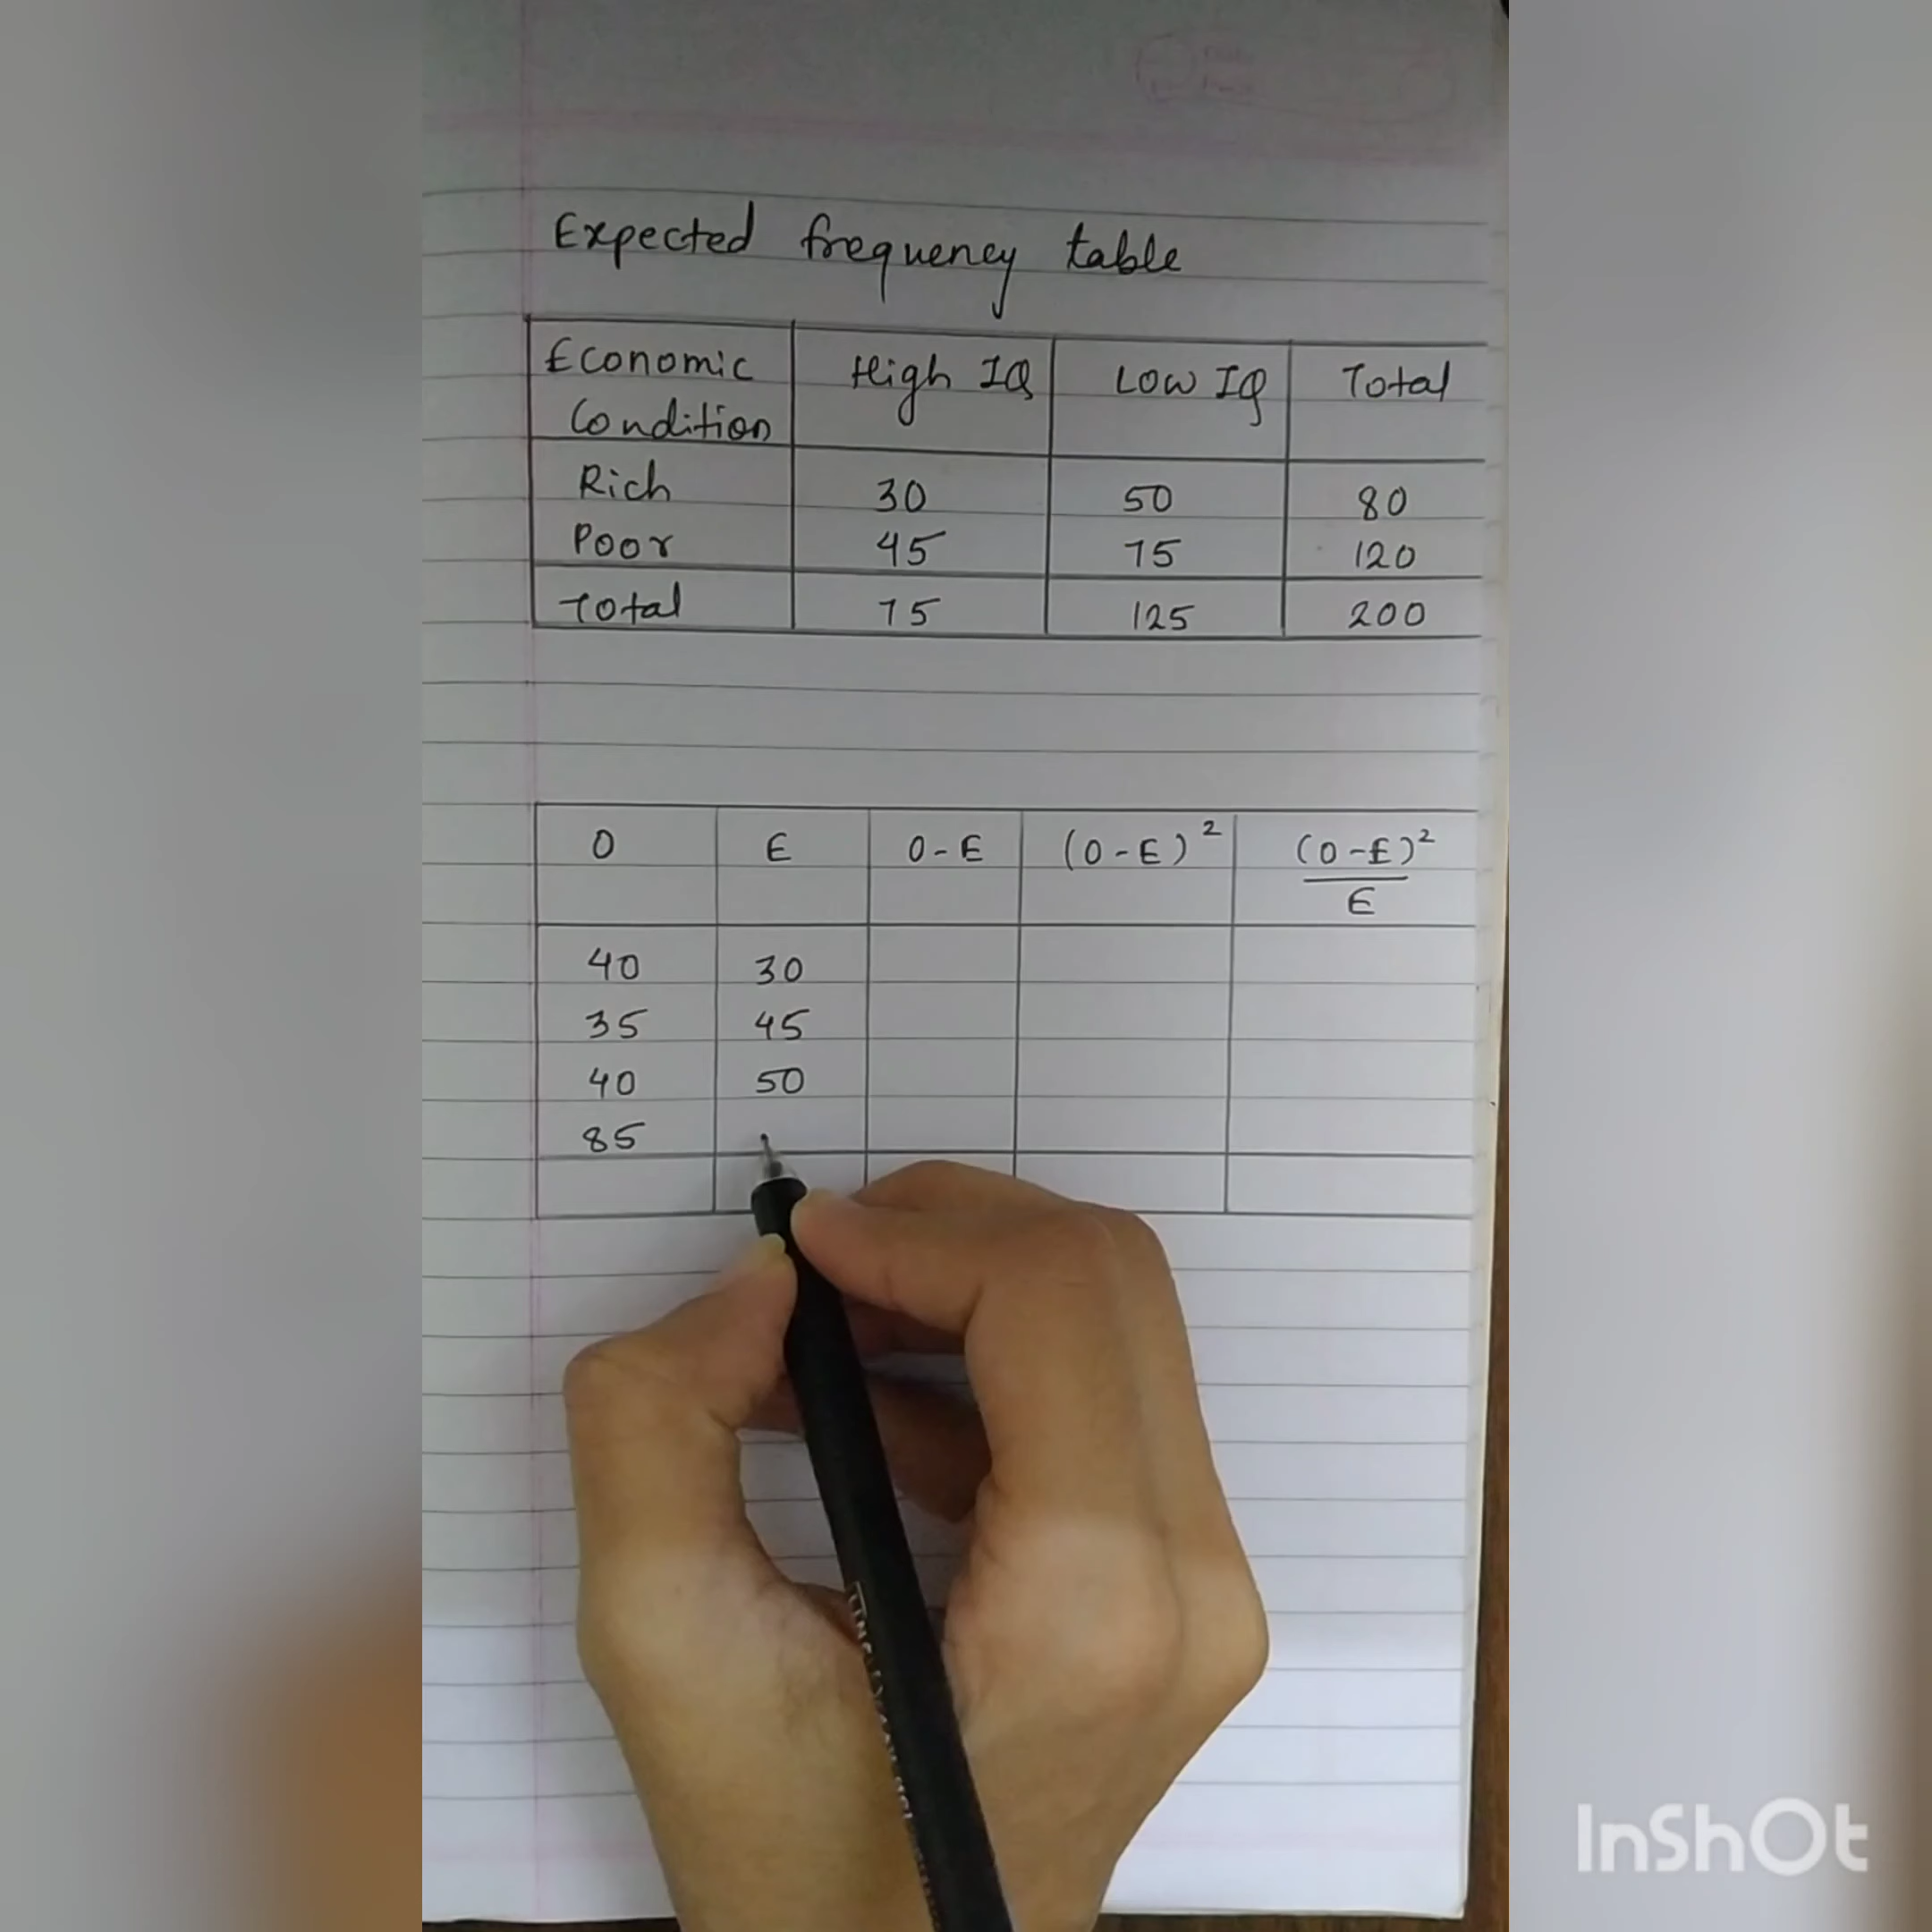 Expected frequency table
Economic Condition High IQ Low IQ Total
Rich 30 50 80
Poor 45 75 120
Total 75 125 200
O E O-E (O-E)² (O-E)²/E
40 30
35 45
40 50
85
InShOt